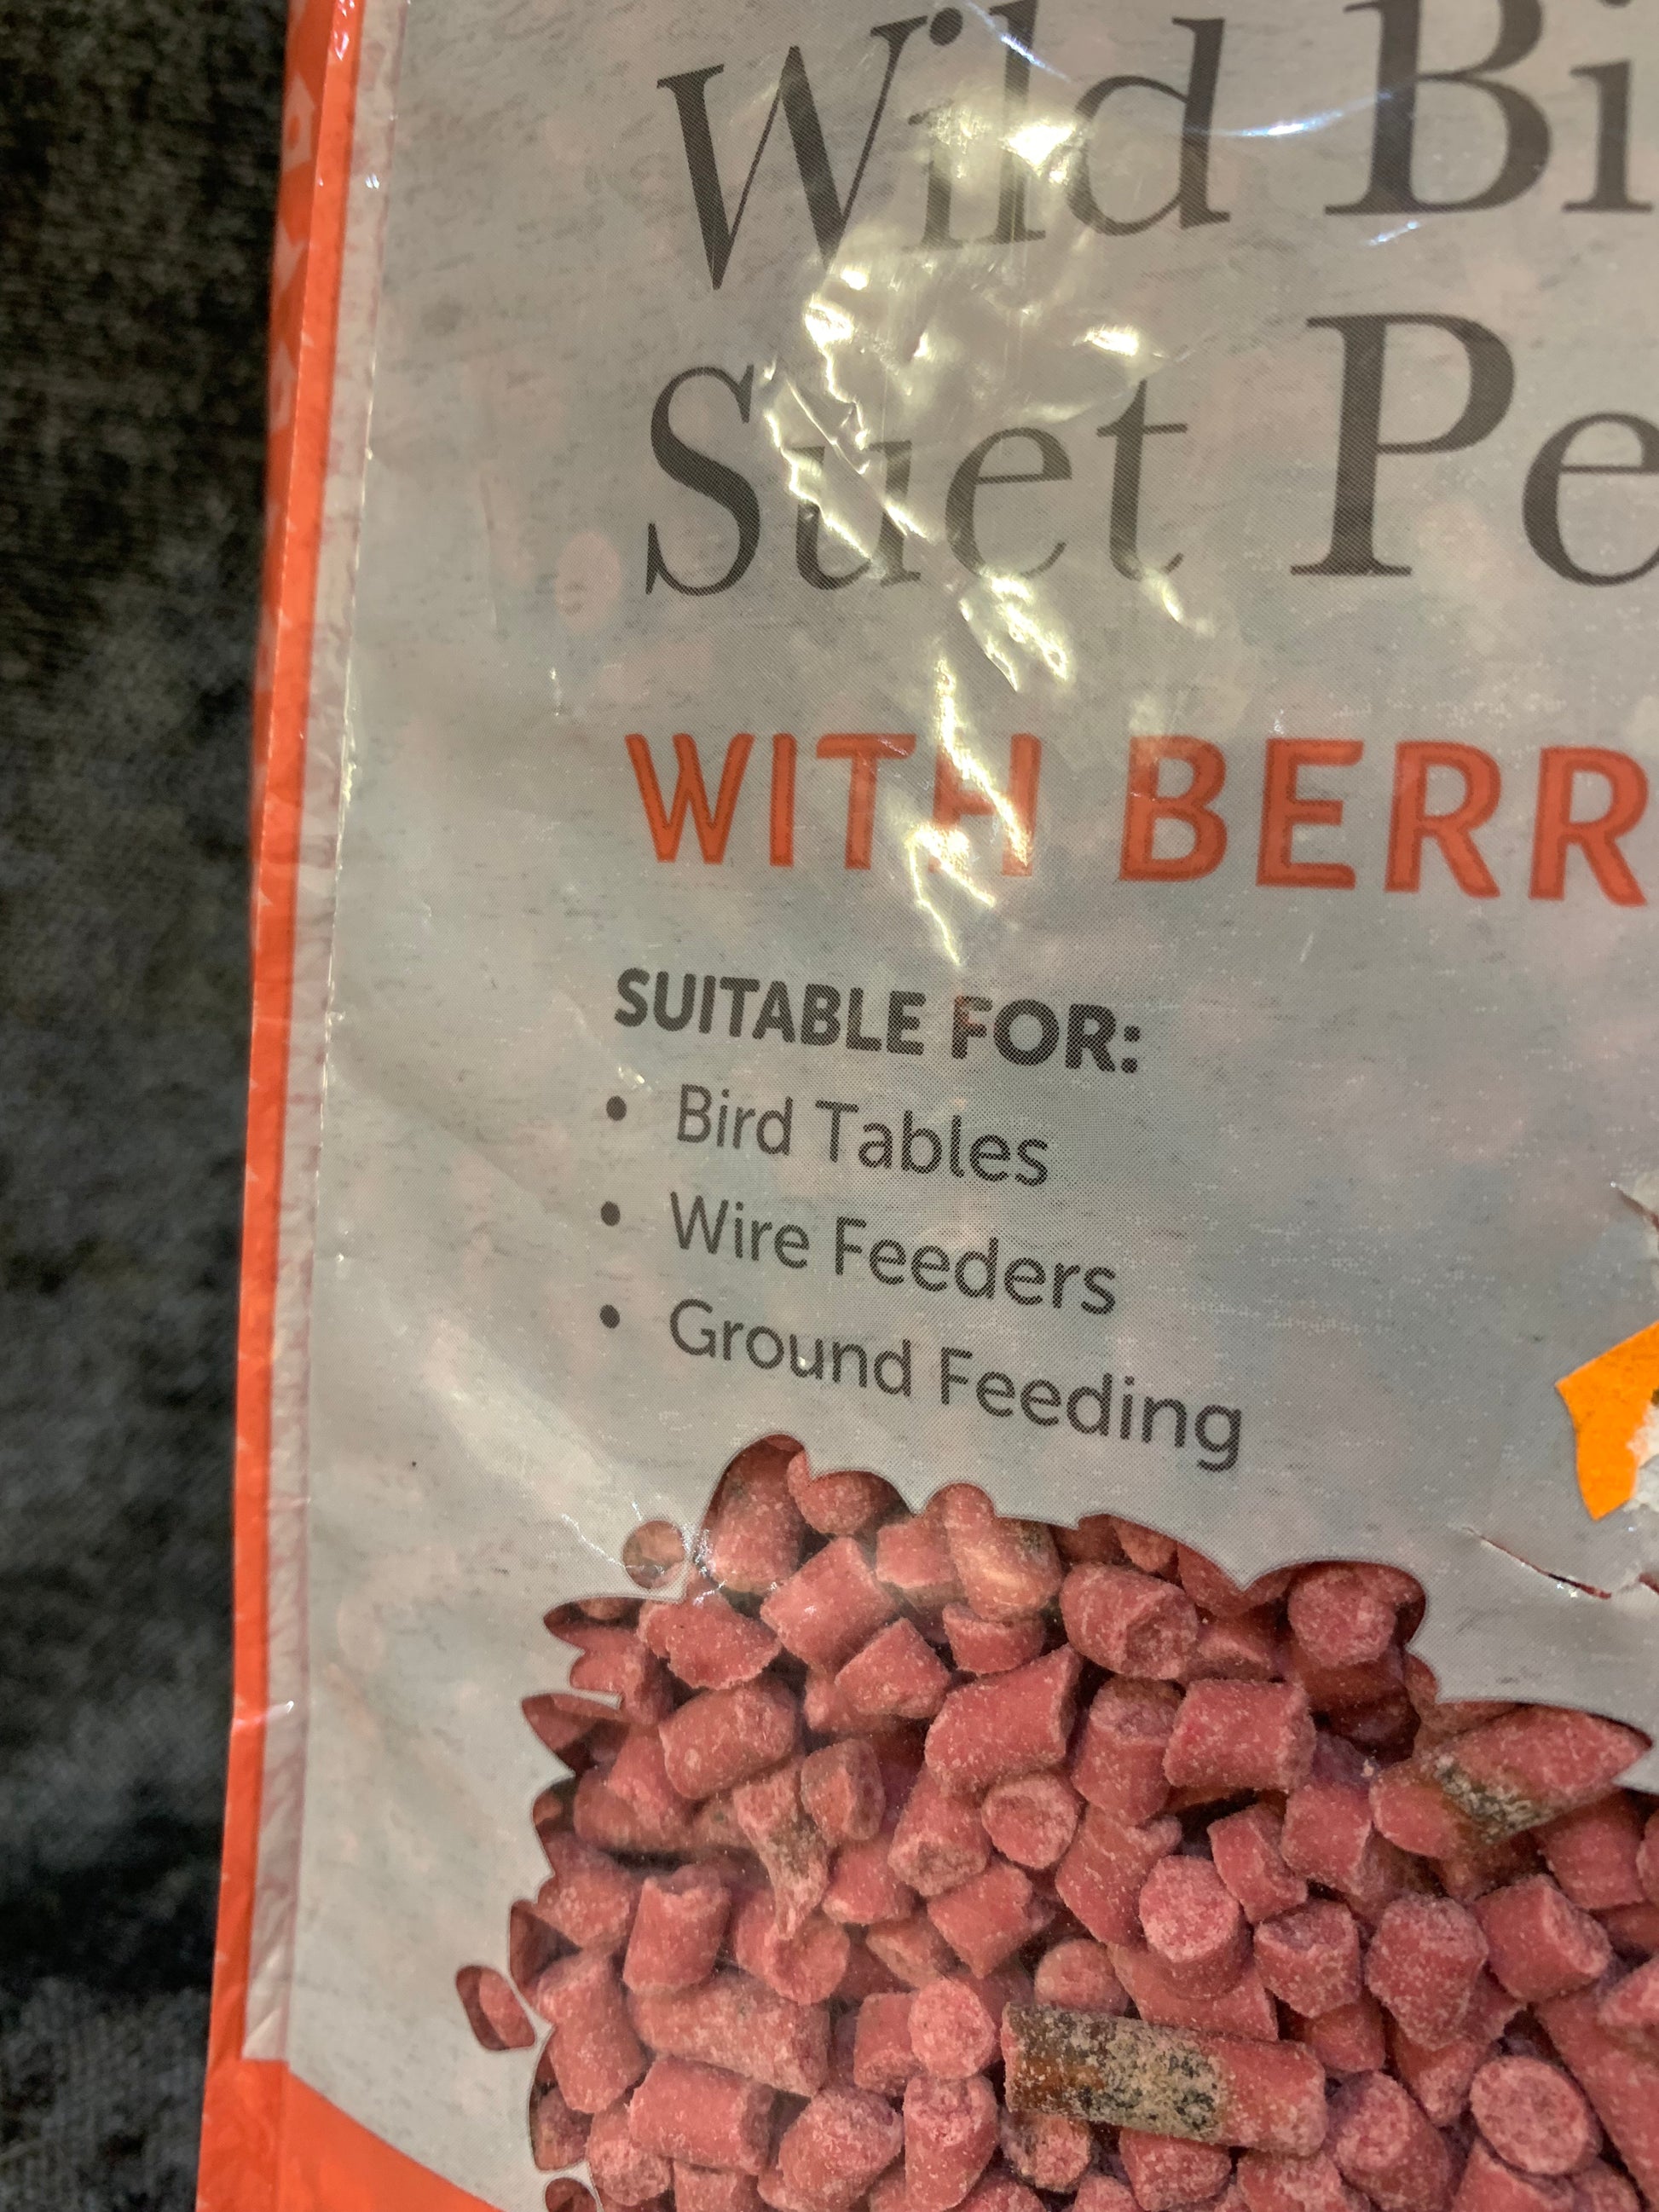 Wild Bi
Suet Pe
WITH BERR
SUITABLE FOR:
• Bird Tables
• Wire Feeders
• Ground Feeding